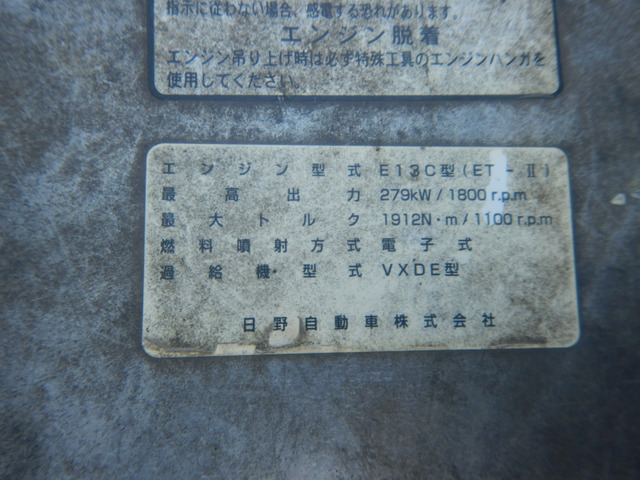 指示に従わない場合、感電する恐れがあります。
エンジン脱着
エンジン吊り上げ時は必ず特殊工具のエンジンハンガを
使用してください。
エンジン型式 E13C型(ET-Ⅱ)
最高出力 279kW/1800r.p.m
最大トルク 1912N・m/1100r.p.m
燃料噴射方式 電子式
過給機型式 VXDE型
日野自動車株式会社